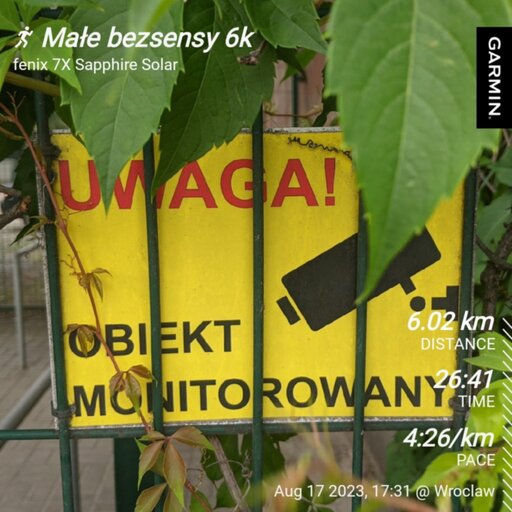 Małe bezsensy 6k
fenix 7X Sapphire Solar
GARMIN.
UWAGA!
OBIEKT
MONITOROWANY
6.02 km
DISTANCE
26:41
TIME
4:26/km
PACE
Aug 17 2023, 17:31 @ Wroclaw